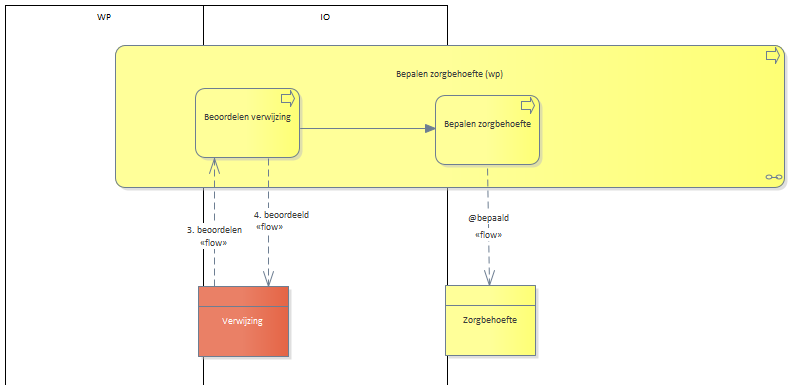 WP
IO
Bepalen zorgbehoefte (wp)
Beoordelen verwijzing
Bepalen zorgbehoefte
3. beoordelen
«flow»
4. beoordeeld
«flow»
@bepaald
«flow»
Verwijzing
Zorgbehoefte